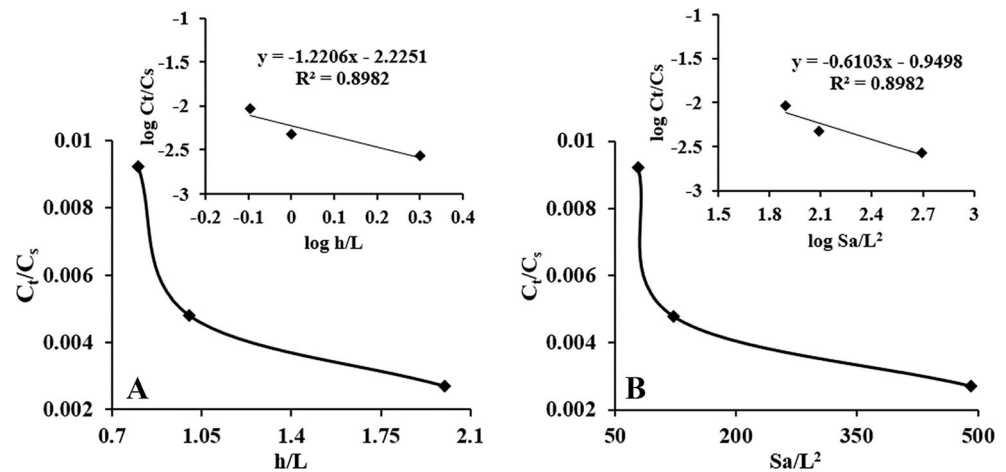 -1
-1.5
-2
-2.5
-3
log Ct/Cs
y = -1.2206x - 2.2251
R² = 0.8982
-0.2 -0.1 0 0.1 0.2 0.3 0.4
log h/L
0.01
0.008
0.006
0.004
0.002
Ct/Cs
A
0.7 1.05 1.4 1.75 2.1
h/L
-1
-1.5
-2
-2.5
-3
log Ct/Cs
y = -0.6103x - 0.9498
R² = 0.8982
1.5 1.8 2.1 2.4 2.7 3
log Sa/L²
0.01
0.008
0.006
0.004
0.002
Ct/Cs
B
50 200 350 500
Sa/L²